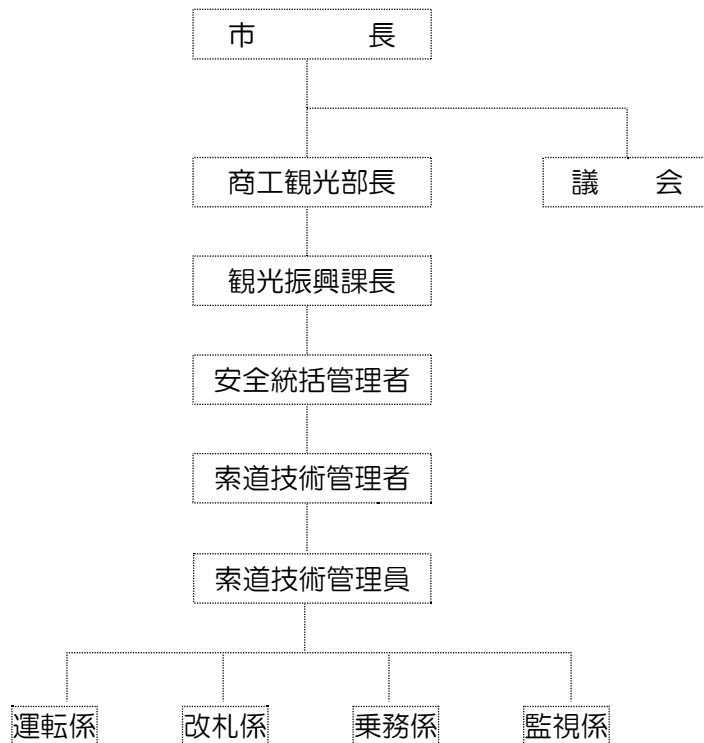 市 長
商工観光部長 議 会
観光振興課長
安全統括管理者
索道技術管理者
索道技術管理員
運転係 改札係 乗務係 監視係